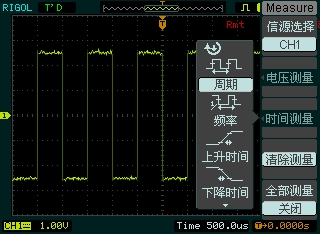 RIGOL T'D Measure
Rmt
信源选择
CH1
周期
电压测量
频率
时间测量
上升时间
清除测量
下降时间
全部测量
关闭
1
T
CH1 1.00V Time 500.0us T→0.0000s